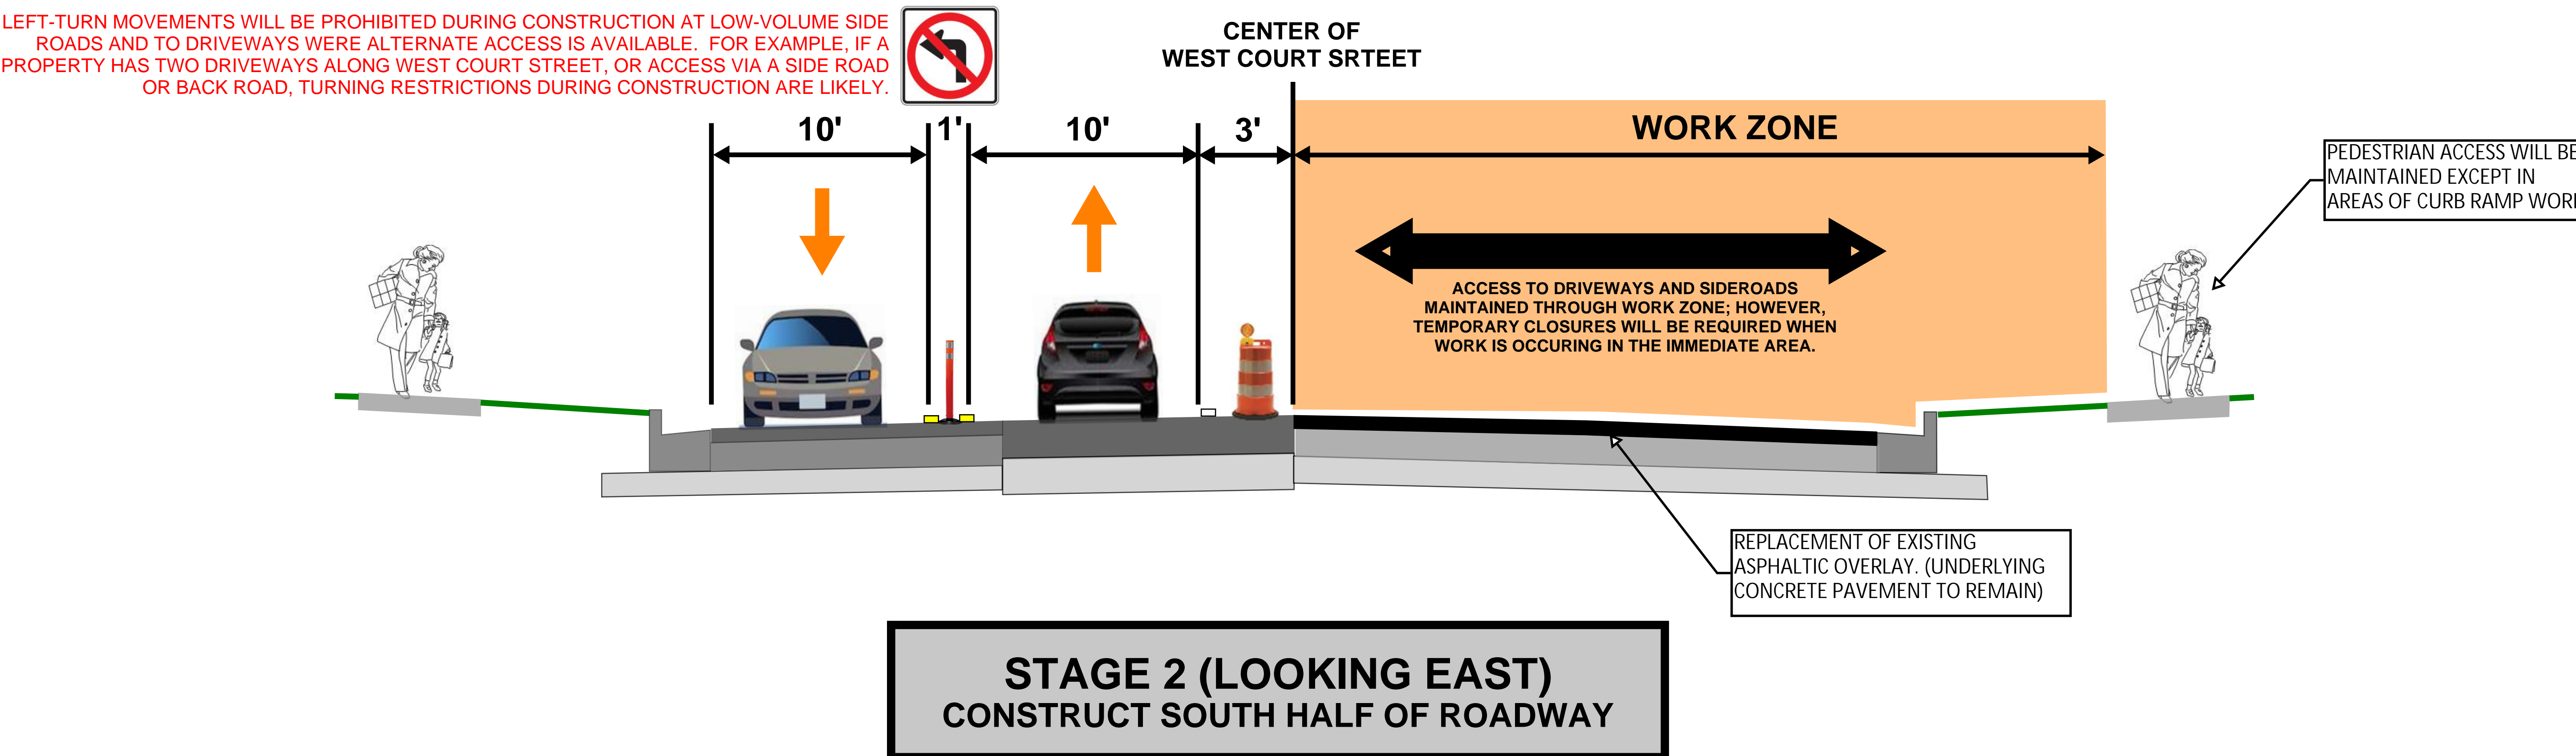 LEFT-TURN MOVEMENTS WILL BE PROHIBITED DURING CONSTRUCTION AT LOW-VOLUME SIDE
ROADS AND TO DRIVEWAYS WERE ALTERNATE ACCESS IS AVAILABLE. FOR EXAMPLE, IF A
PROPERTY HAS TWO DRIVEWAYS ALONG WEST COURT STREET, OR ACCESS VIA A SIDE ROAD
OR BACK ROAD, TURNING RESTRICTIONS DURING CONSTRUCTION ARE LIKELY.
CENTER OF
WEST COURT SRTEET
10'
1'
10'
3'
WORK ZONE
PEDESTRIAN ACCESS WILL BE
MAINTAINED EXCEPT IN
AREAS OF CURB RAMP WORK
ACCESS TO DRIVEWAYS AND SIDEROADS
MAINTAINED THROUGH WORK ZONE; HOWEVER,
TEMPORARY CLOSURES WILL BE REQUIRED WHEN
WORK IS OCCURING IN THE IMMEDIATE AREA.
REPLACEMENT OF EXISTING
ASPHALTIC OVERLAY. (UNDERLYING
CONCRETE PAVEMENT TO REMAIN)
STAGE 2 (LOOKING EAST)
CONSTRUCT SOUTH HALF OF ROADWAY